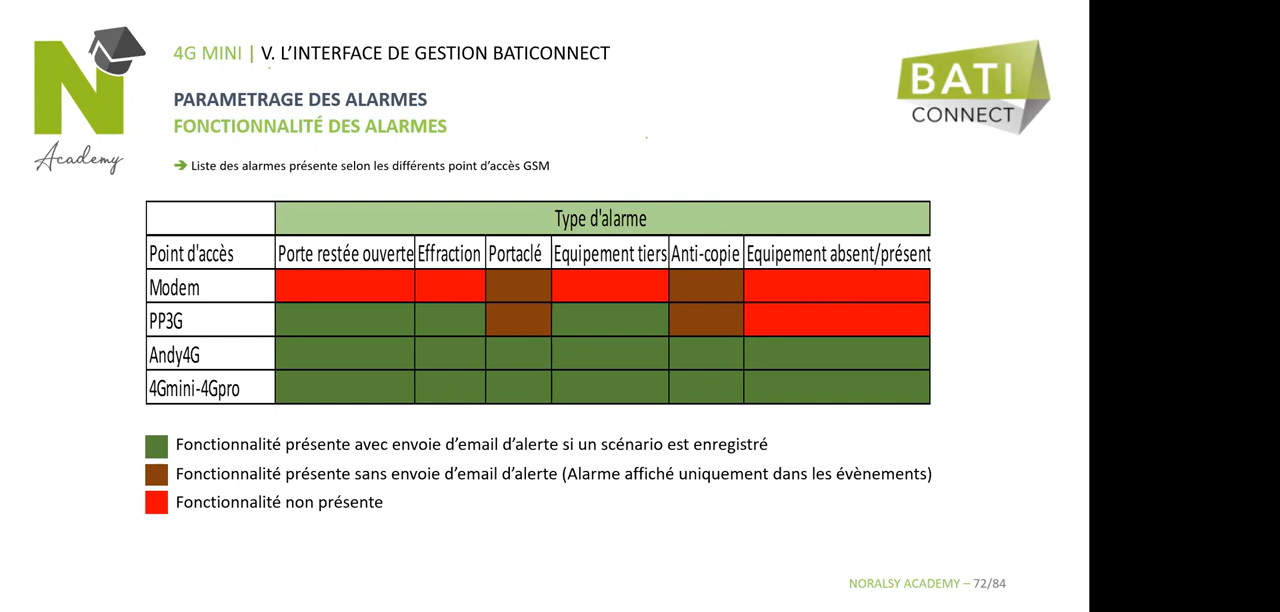 N
Academy
4G MINI | V. L'INTERFACE DE GESTION BATICONNECT
BATI
CONNECT
PARAMETRAGE DES ALARMES
FONCTIONNALITÉ DES ALARMES
➔ Liste des alarmes présente selon les différents point d'accès GSM
Type d'alarme
Point d'accès Porte restée ouverte Effraction Portaclé Equipement tiers Anti-copie Equipement absent/présent
Modem
PP3G
Andy4G
4Gmini-4Gpro
Fonctionnalité présente avec envoie d'email d'alerte si un scénario est enregistré
Fonctionnalité présente sans envoie d'email d'alerte (Alarme affiché uniquement dans les évènements)
Fonctionnalité non présente
NORALSY ACADEMY – 72/84